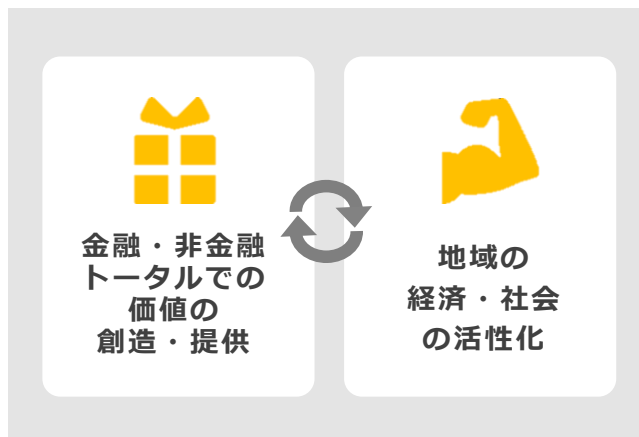 金融・非金融
トータルでの
価値の
創造・提供
地域の
経済・社会
の活性化